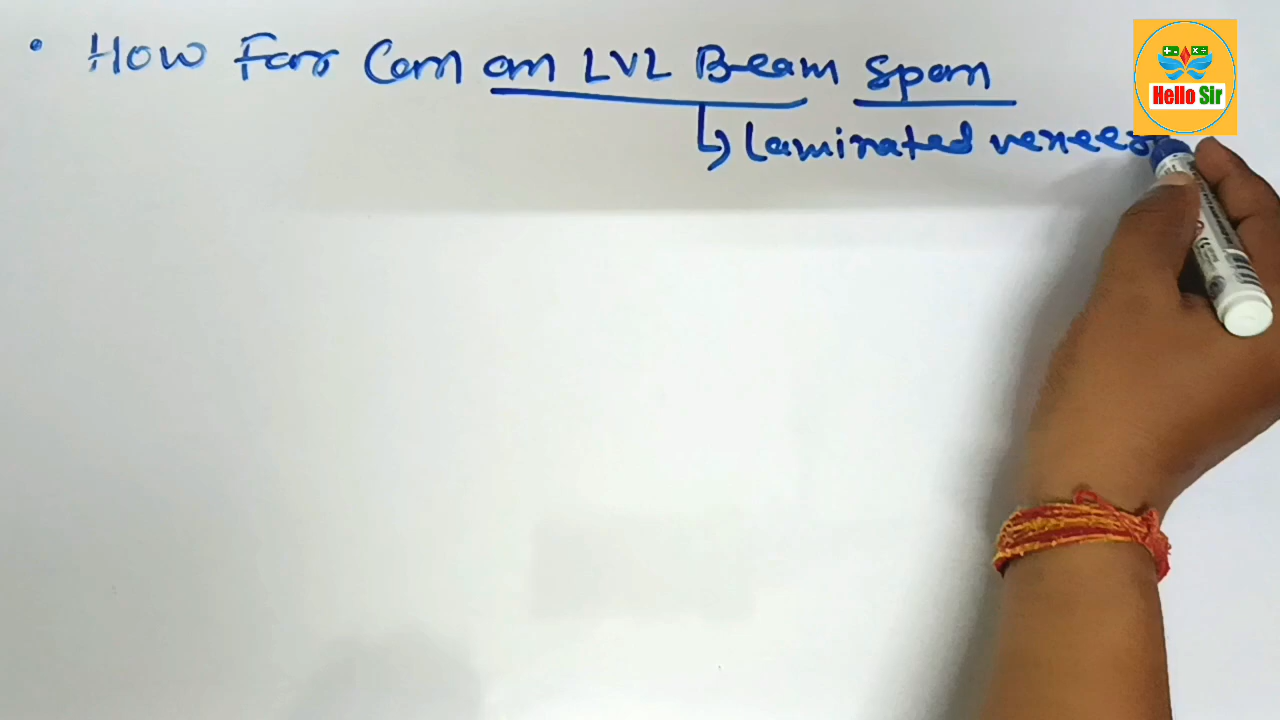 • How Far Can an LVL Beam Span
↳ Laminated veneer
Hello Sir